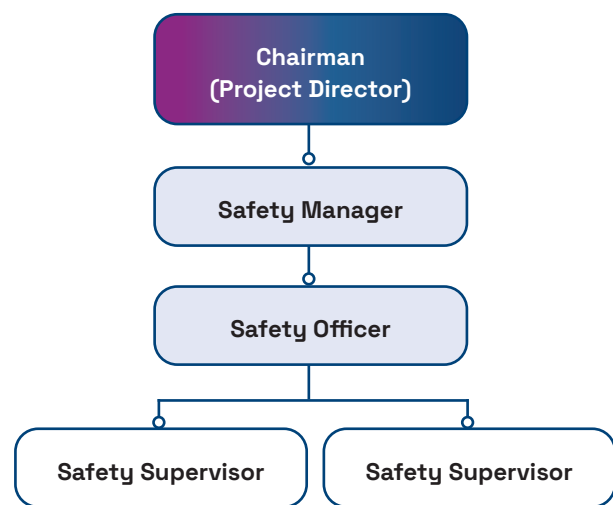 Chairman
(Project Director)
Safety Manager
Safety Officer
Safety Supervisor
Safety Supervisor